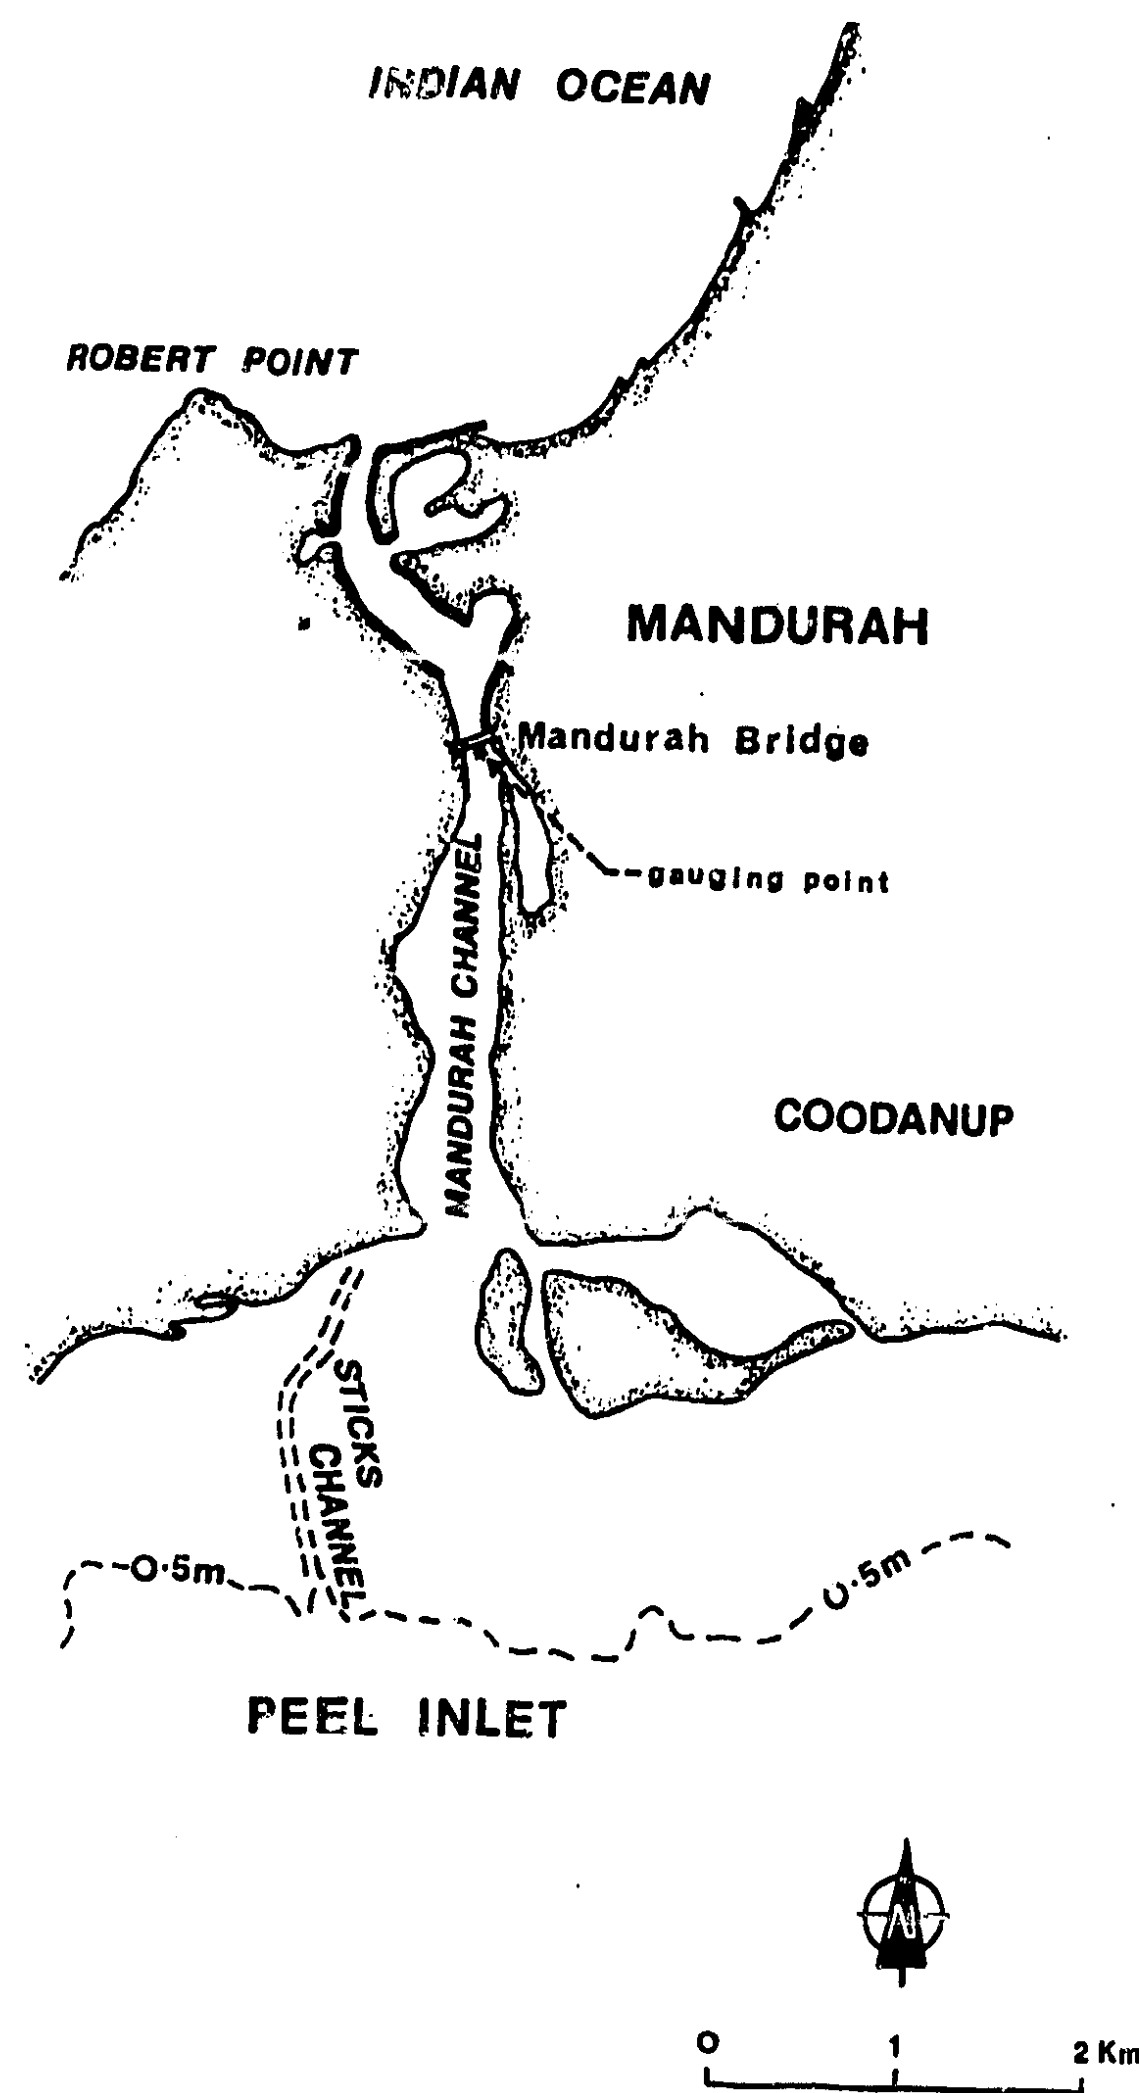 INDIAN OCEAN
ROBERT POINT
MANDURAH
Mandurah Bridge
gauging point
MANDURAH CHANNEL
COODANUP
STICKS
CHANNEL
0.5m
0.5m
PEEL INLET
N
0 1 2 Km